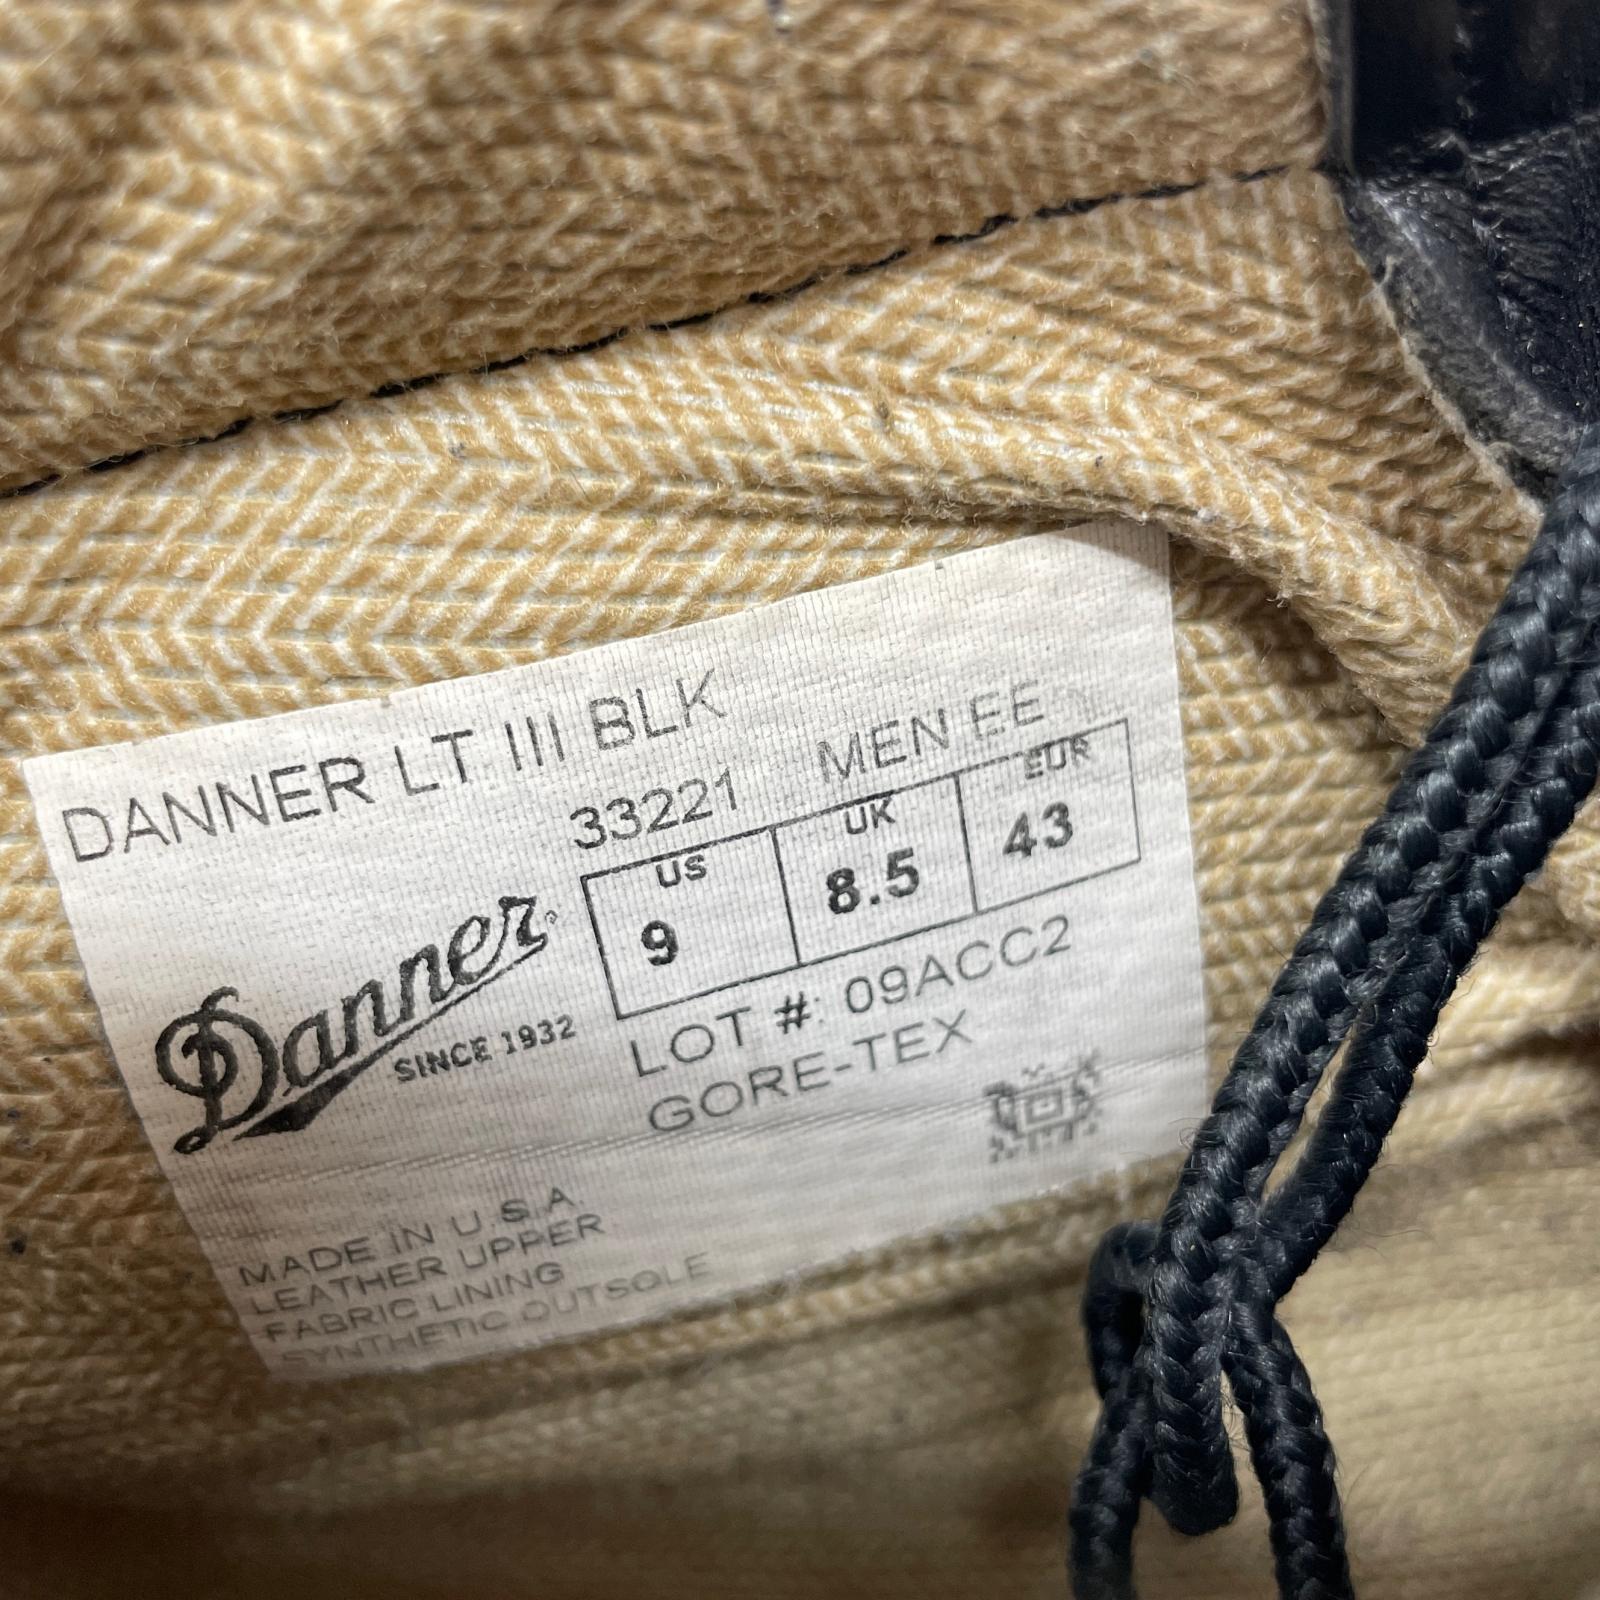 DANNER LT III BLK
33221 MEN EE
US UK EUR
9 8.5 43
Danner
SINCE 1932
LOT #: 09ACC2
GORE-TEX
MADE IN U.S.A.
LEATHER UPPER
FABRIC LINING
SYNTHETIC OUTSOLE